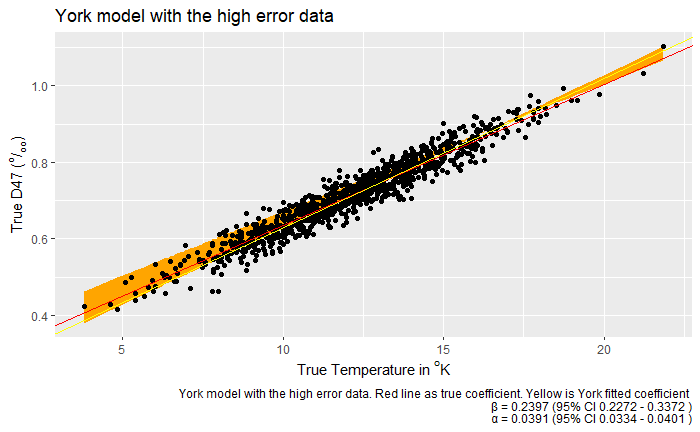 York model with the high error data
True D47 (⁰/₀₀)
1.0
0.8
0.6
0.4
5
10
15
20
True Temperature in ᴼK
York model with the high error data. Red line as true coefficient. Yellow is York fitted coefficient
β = 0.2397 (95% CI 0.2272 - 0.3372 )
α = 0.0391 (95% CI 0.0334 - 0.0401 )